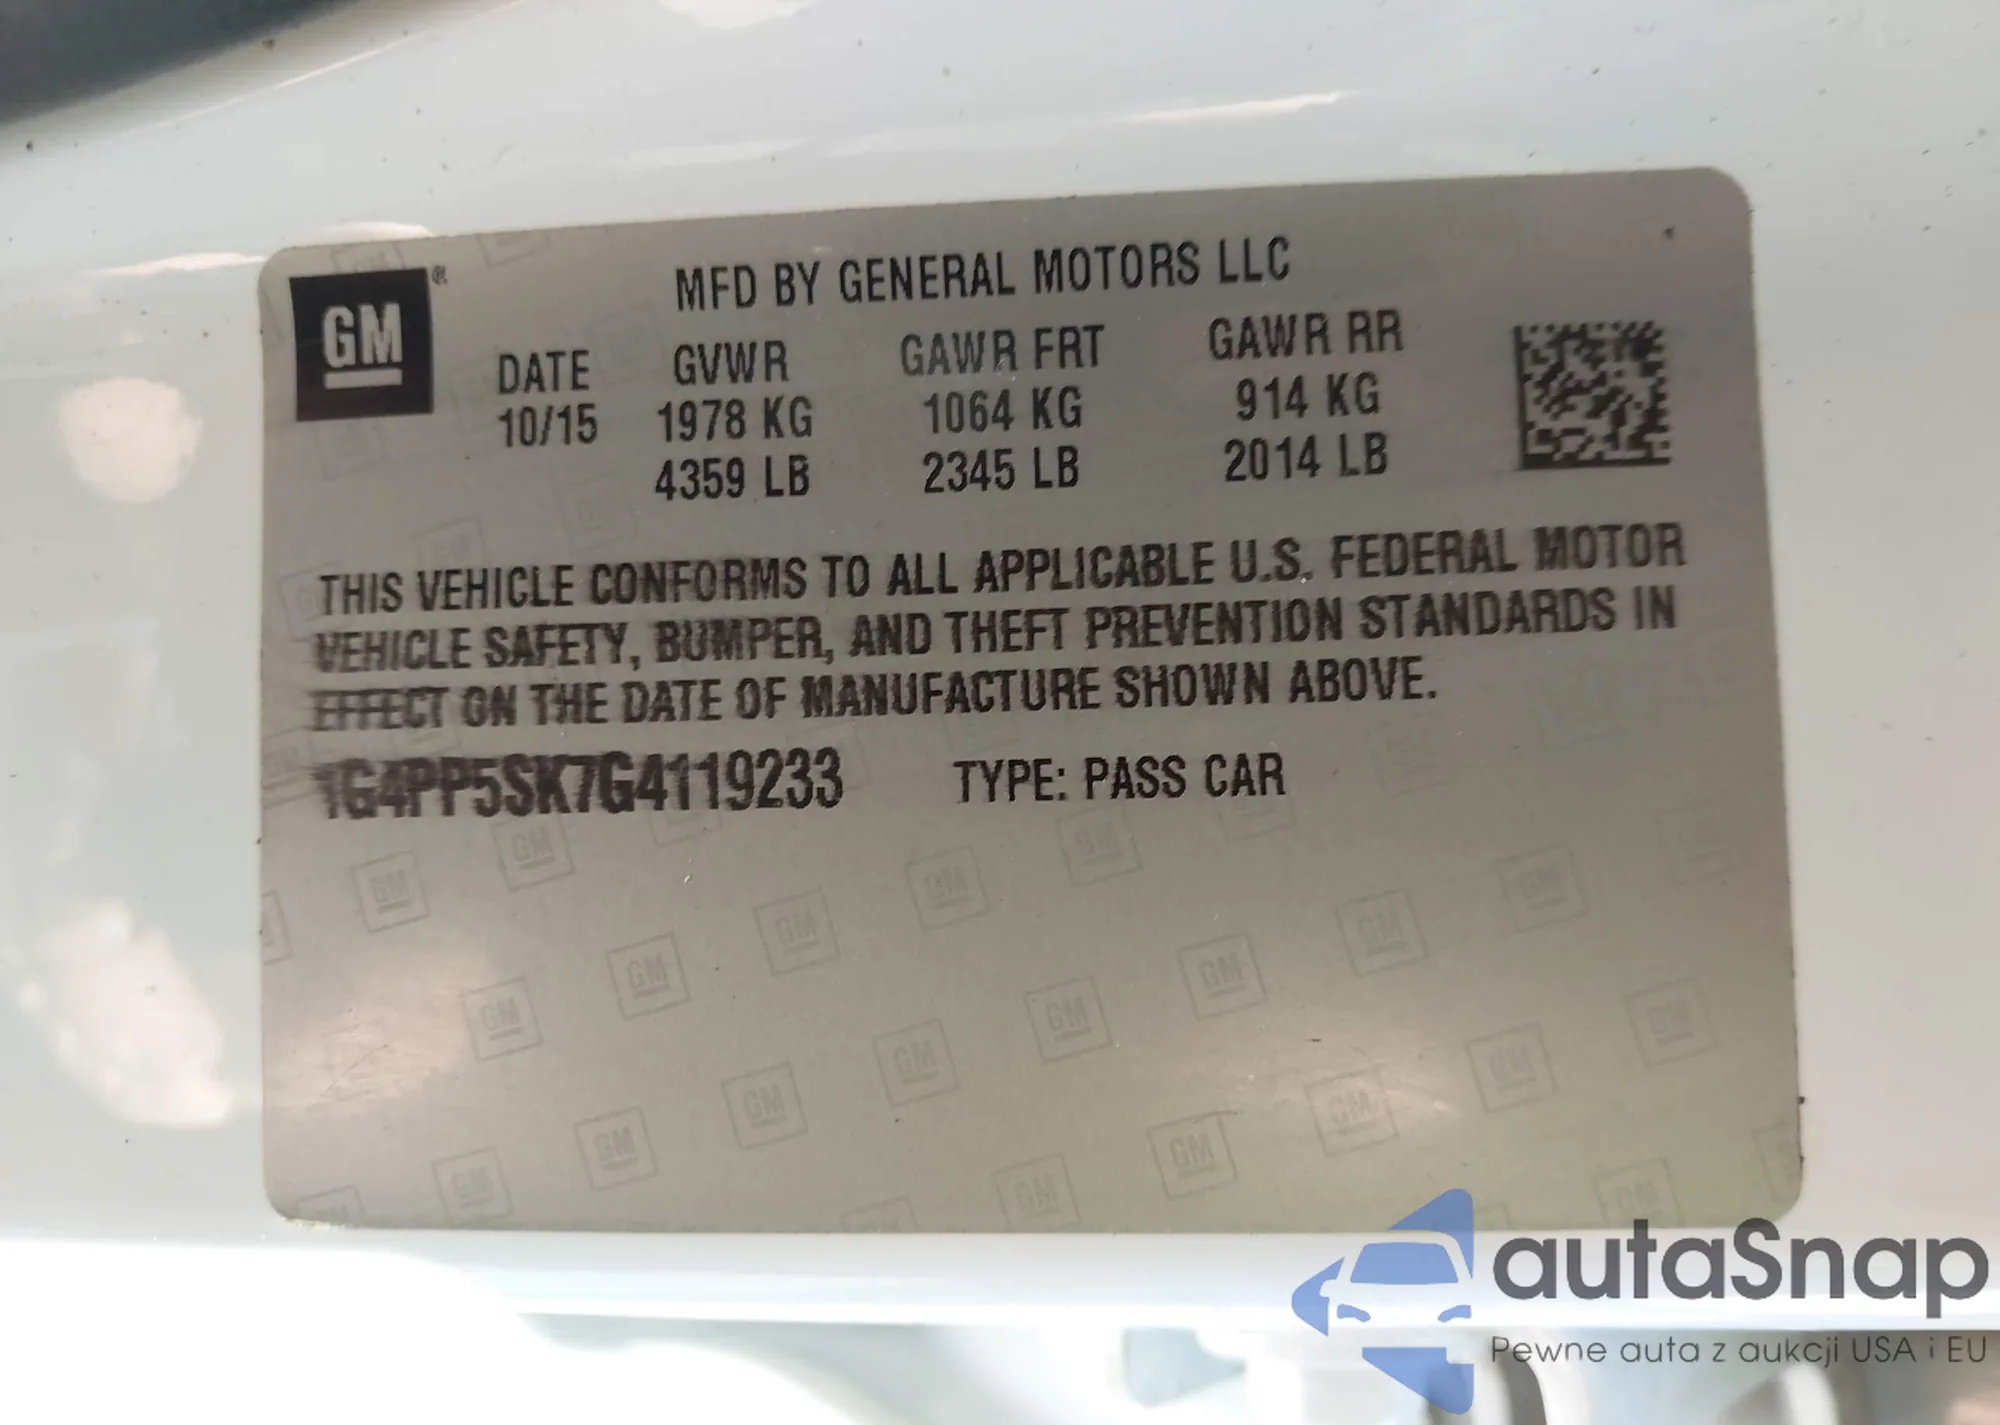 GM ®
MFD BY GENERAL MOTORS LLC
DATE GVWR GAWR FRT GAWR RR
10/15 1978 KG 1064 KG 914 KG
4359 LB 2345 LB 2014 LB
THIS VEHICLE CONFORMS TO ALL APPLICABLE U.S. FEDERAL MOTOR
VEHICLE SAFETY, BUMPER, AND THEFT PREVENTION STANDARDS IN
EFFECT ON THE DATE OF MANUFACTURE SHOWN ABOVE.
1G4PP5SK7G4119233 TYPE: PASS CAR
autaSnap
Pewne auta z aukcji USA i EU